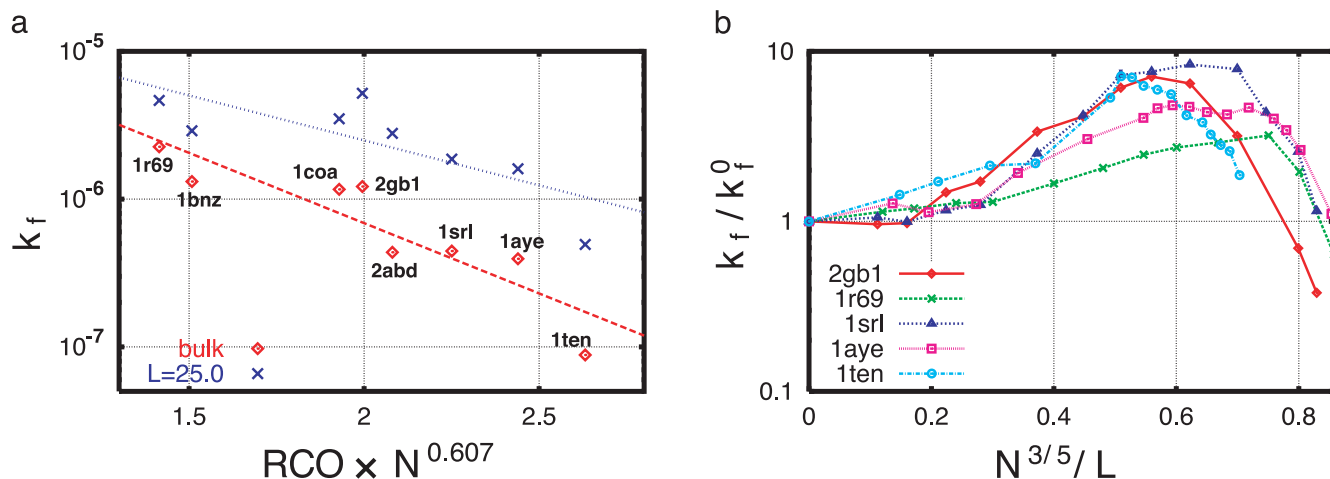 a
10^-5
10^-6
10^-7
k_f
1r69
1bnz
1coa
2gb1
2abd
1srl
1aye
1ten
bulk
L=25.0
1.5 2 2.5
RCO × N^0.607
b
10
1
0.1
k_f / k_f^0
2gb1
1r69
1srl
1aye
1ten
0 0.2 0.4 0.6 0.8
N^3/5 / L